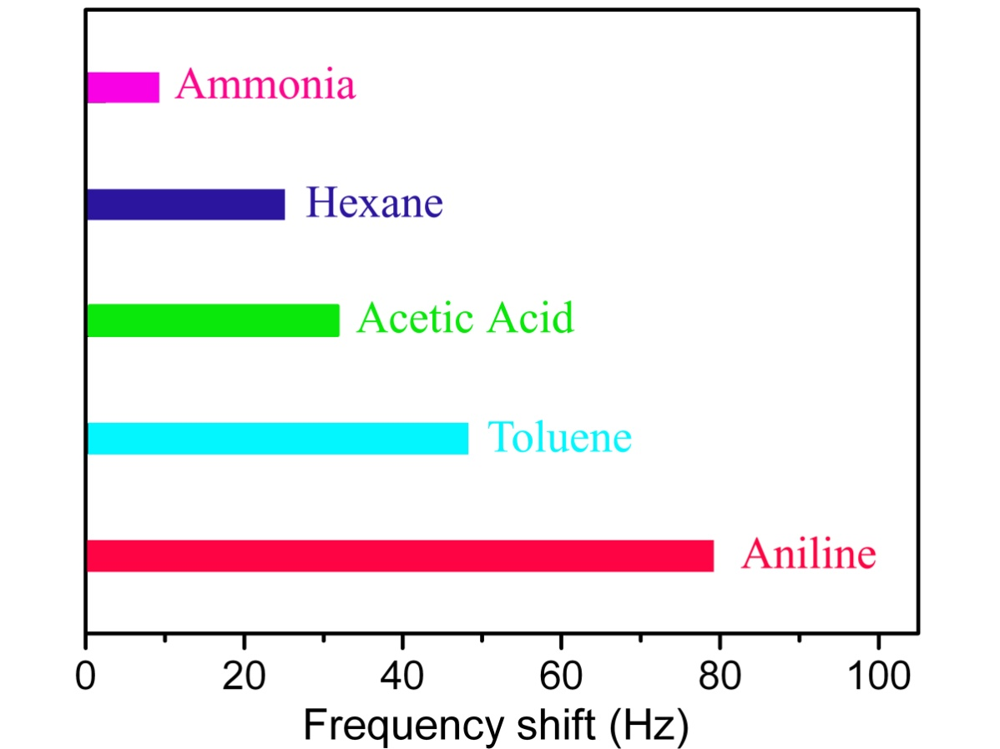 Ammonia
Hexane
Acetic Acid
Toluene
Aniline
0 20 40 60 80 100
Frequency shift (Hz)